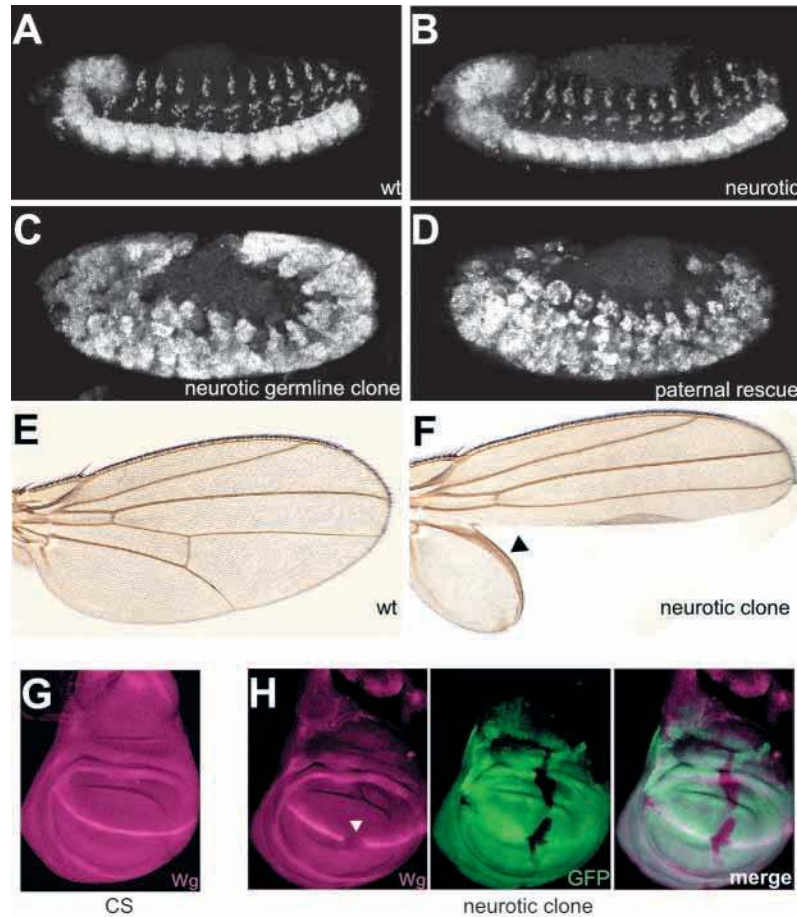 A
wt
B
neurotic
C
neurotic germline clone
D
paternal rescue
E
wt
F
neurotic clone
G
Wg
CS
H
Wg
GFP
merge
neurotic clone